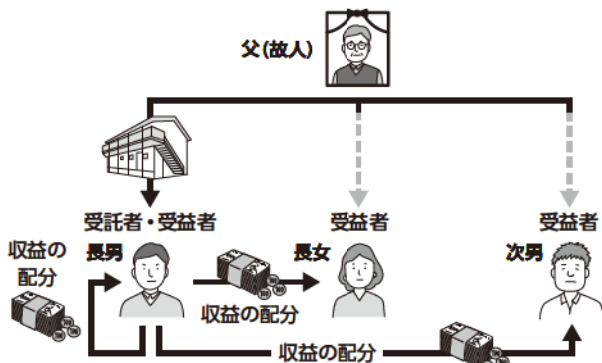 父（故人）
受託者・受益者
長男
受益者
長女
受益者
次男
収益の
配分
収益の配分
収益の配分